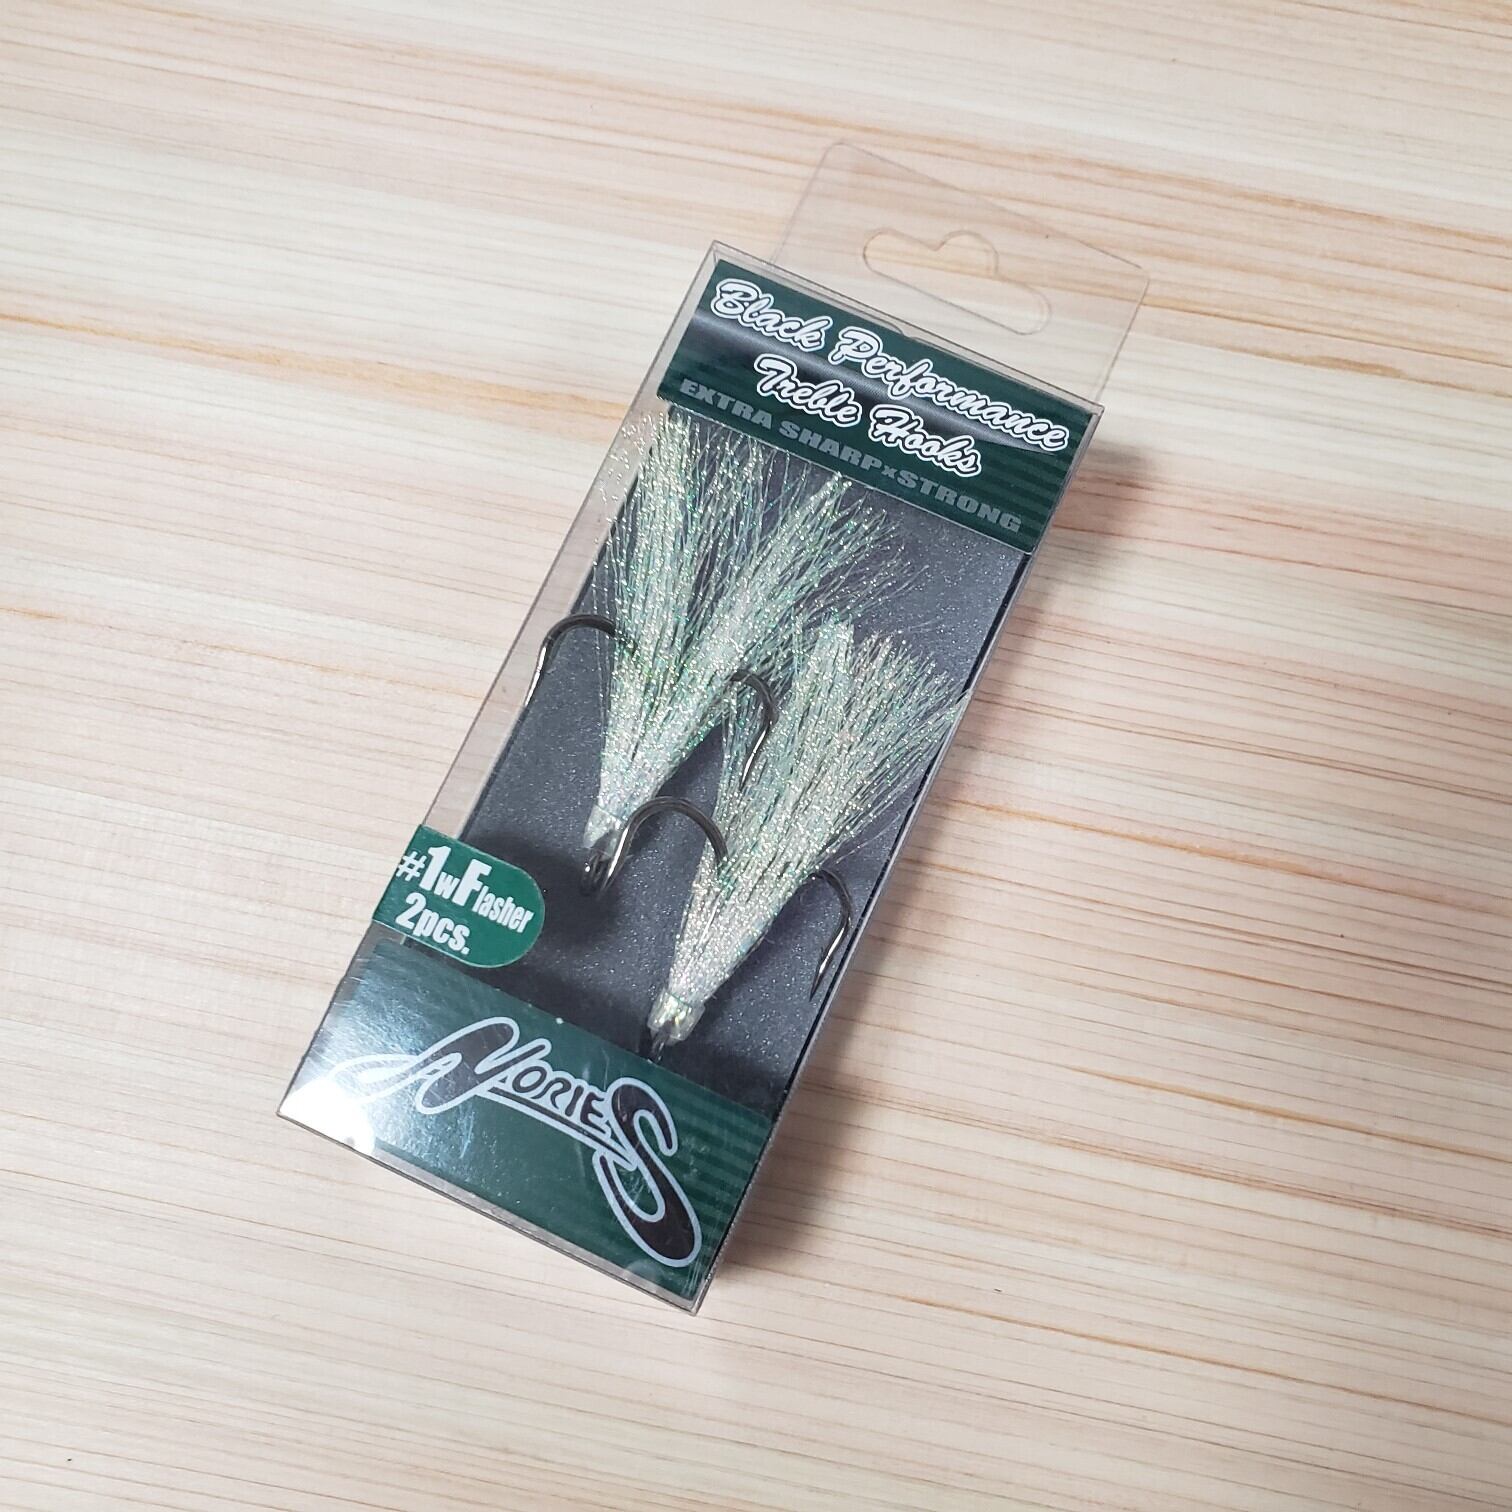 Black Performance
Treble Hooks
EXTRA SHARP×STRONG
#1wFlasher
2pcs.
NORIES